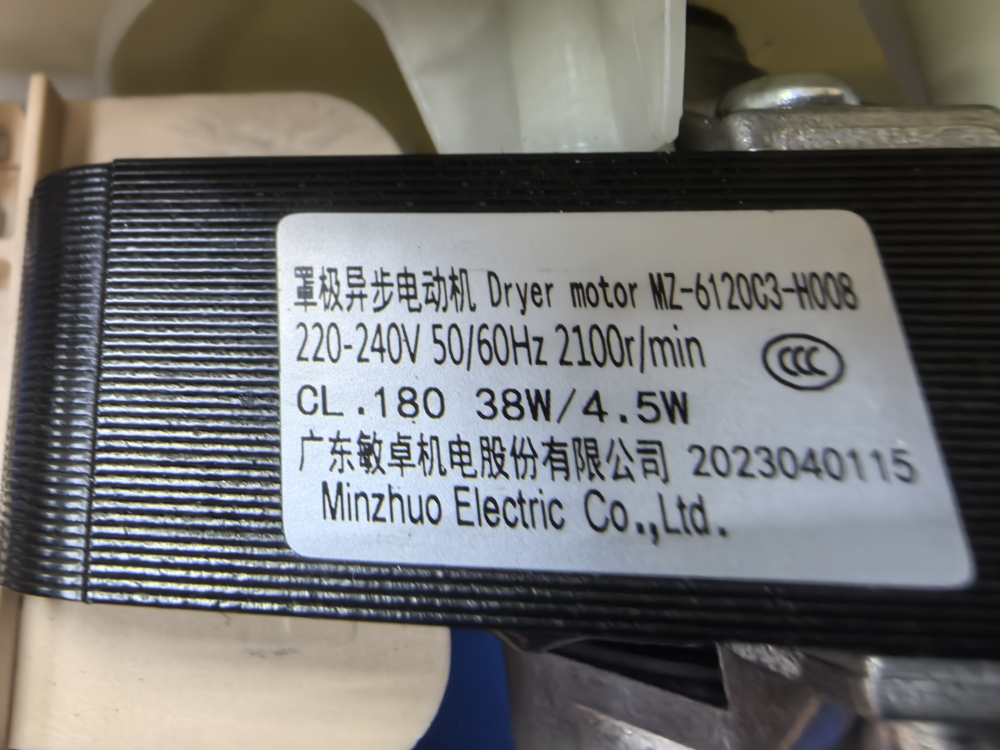 罩极异步电动机 Dryer motor MZ-6120C3-H008
220-240V 50/60Hz 2100r/min
CCC
CL.180 38W/4.5W
广东敏卓机电股份有限公司 2023040115
Minzhuo Electric Co.,Ltd.